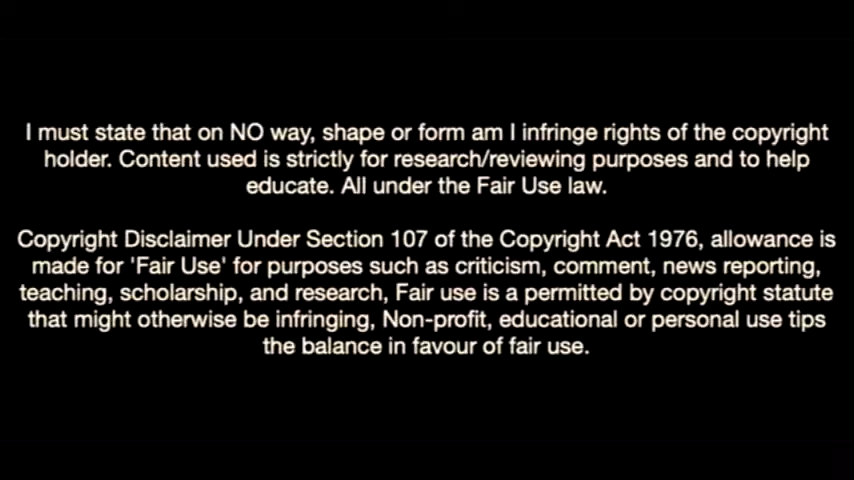 I must state that on NO way, shape or form am I infringe rights of the copyright
holder. Content used is strictly for research/reviewing purposes and to help
educate. All under the Fair Use law.
Copyright Disclaimer Under Section 107 of the Copyright Act 1976, allowance is
made for 'Fair Use' for purposes such as criticism, comment, news reporting,
teaching, scholarship, and research, Fair use is a permitted by copyright statute
that might otherwise be infringing, Non-profit, educational or personal use tips
the balance in favour of fair use.